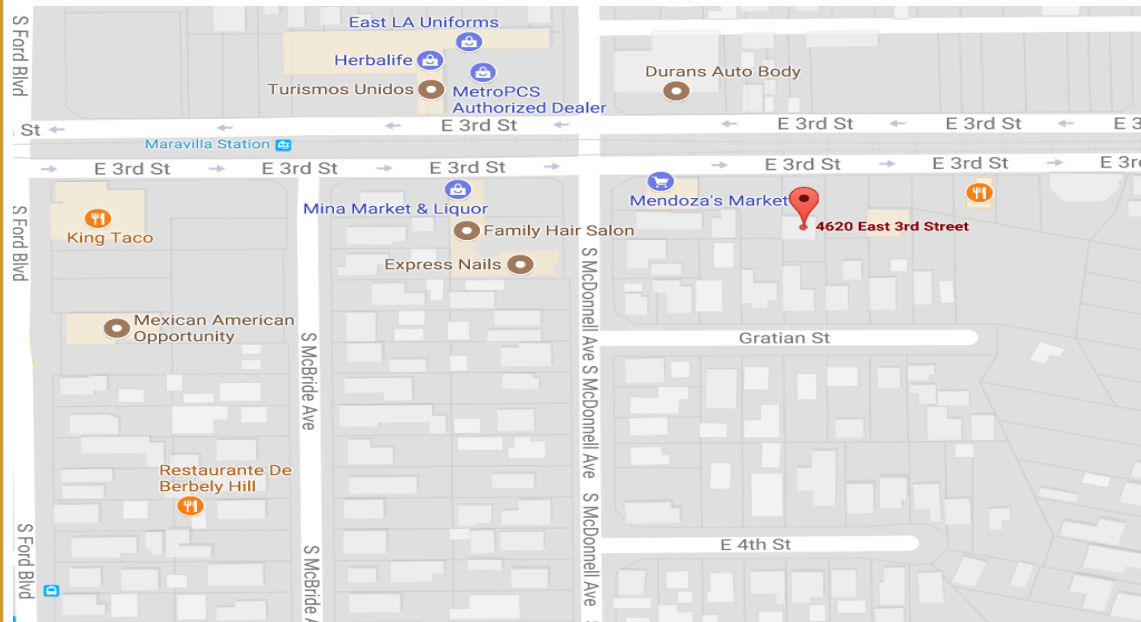 S Ford Blvd
East LA Uniforms
Herbalife
Turismos Unidos
MetroPCS
Authorized Dealer
Durans Auto Body
St
E 3rd St
E 3rd St
E 3rd St
E 3
Maravilla Station
E 3rd St
E 3rd St
E 3rd St
E 3rd St
E 3rd St
E 3r
Mina Market & Liquor
Mendoza's Market
4620 East 3rd Street
King Taco
S Ford Blvd
Family Hair Salon
Express Nails
Mexican American
Opportunity
S McBride Ave
S McDonnell Ave
S McDonnell Ave
Gratian St
Restaurante De
Berbely Hill
S McDonnell Ave
E 4th St
S Ford Blvd
S McBride A